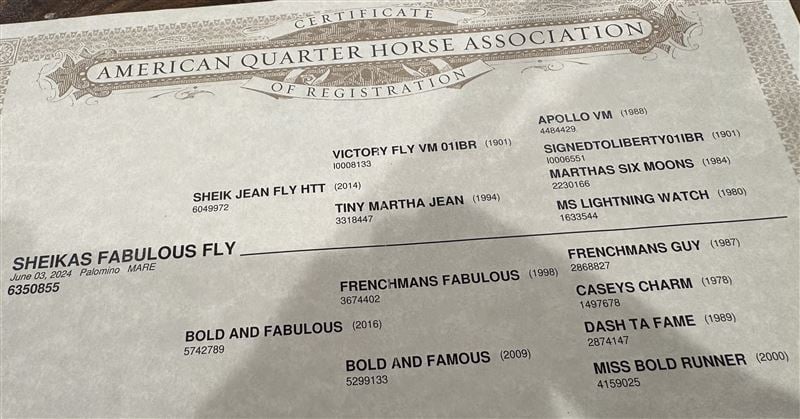 CERTIFICATE
AMERICAN QUARTER HORSE ASSOCIATION
OF REGISTRATION
APOLLO VM (1988)
4484429
VICTORY FLY VM 01IBR (1901)
I0008133
SIGNEDTOLIBERTY01IBR (1901)
I0006551
SHEIK JEAN FLY HTT (2014)
6049972
MARTHAS SIX MOONS (1984)
2230166
TINY MARTHA JEAN (1994)
3318447
MS LIGHTNING WATCH (1980)
1633544
SHEIKAS FABULOUS FLY
June 03, 2024 Palomino MARE
6350855
FRENCHMANS GUY (1987)
2868827
FRENCHMANS FABULOUS (1998)
3674402
CASEYS CHARM (1978)
1497678
BOLD AND FABULOUS (2016)
5742789
DASH TA FAME (1989)
2874147
BOLD AND FAMOUS (2009)
5299133
MISS BOLD RUNNER (2000)
4159025